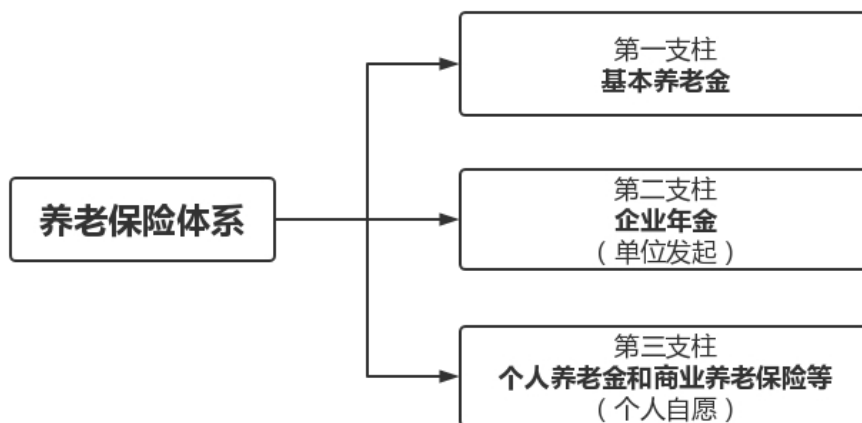 第一支柱
基本养老金
养老保险体系
第二支柱
企业年金
（单位发起）
第三支柱
个人养老金和商业养老保险等
（个人自愿）